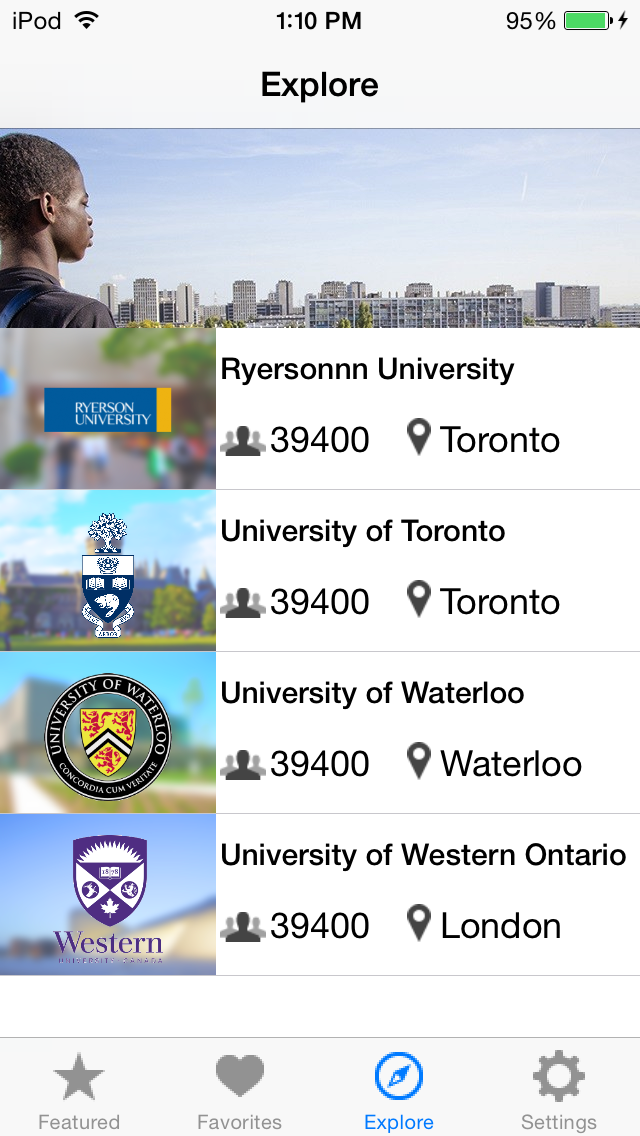 iPod 1:10 PM 95%
Explore
Ryersonnn University
RYERSON
UNIVERSITY
39400 Toronto
University of Toronto
39400 Toronto
University of Waterloo
UNIVERSITY OF WATERLOO
CONCORDIA CUM VERITATE
39400 Waterloo
University of Western Ontario
1878
Western
UNIVERSITY·CANADA
39400 London
Featured Favorites Explore Settings